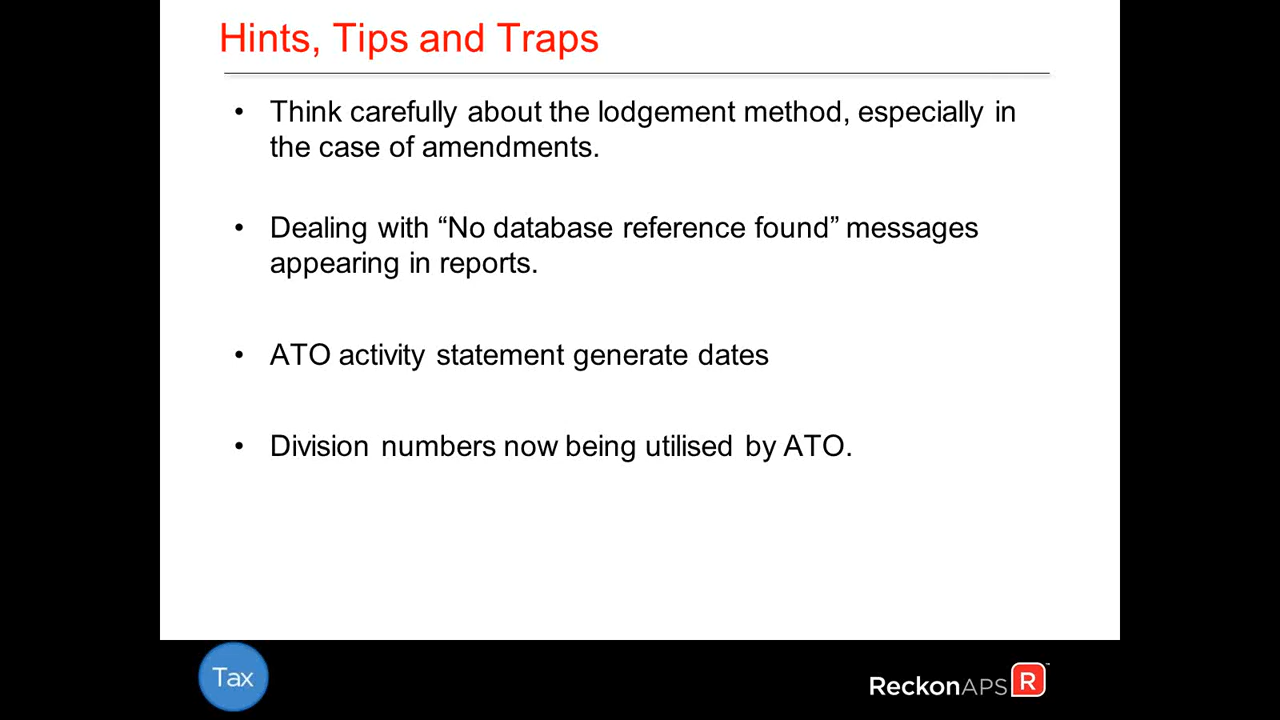 Hints, Tips and Traps
• Think carefully about the lodgement method, especially in
the case of amendments.
• Dealing with “No database reference found” messages
appearing in reports.
• ATO activity statement generate dates
• Division numbers now being utilised by ATO.
Tax
ReckonAPS R